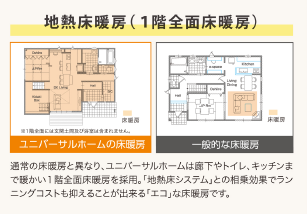 地熱床暖房（1階全面床暖房）
床暖房
※1階全面には玄関土間及び浴室は含まれません。
床暖房
ユニバーサルホームの床暖房
一般的な床暖房
通常の床暖房と異なり、ユニバーサルホームは廊下やトイレ、キッチンま
で暖かい1階全面床暖房を採用。「地熱床システム」との相乗効果でラン
ニングコストも抑えることが出来る「エコ」な床暖房です。